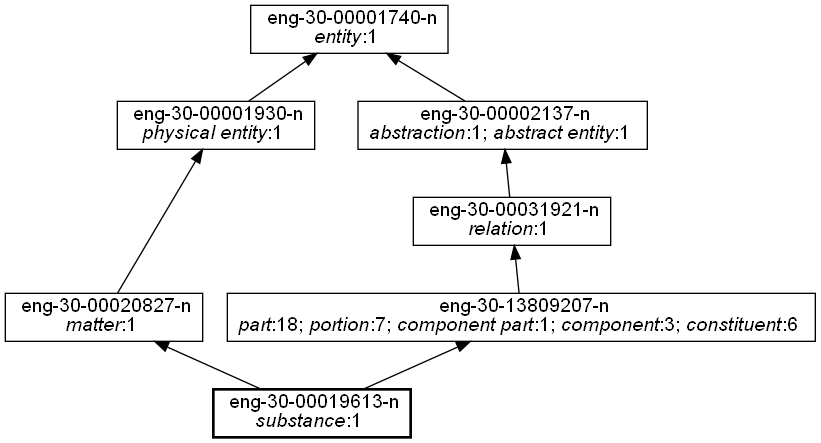 eng-30-00001740-n
entity:1
eng-30-00001930-n
physical entity:1
eng-30-00002137-n
abstraction:1; abstract entity:1
eng-30-00031921-n
relation:1
eng-30-00020827-n
matter:1
eng-30-13809207-n
part:18; portion:7; component part:1; component:3; constituent:6
eng-30-00019613-n
substance:1